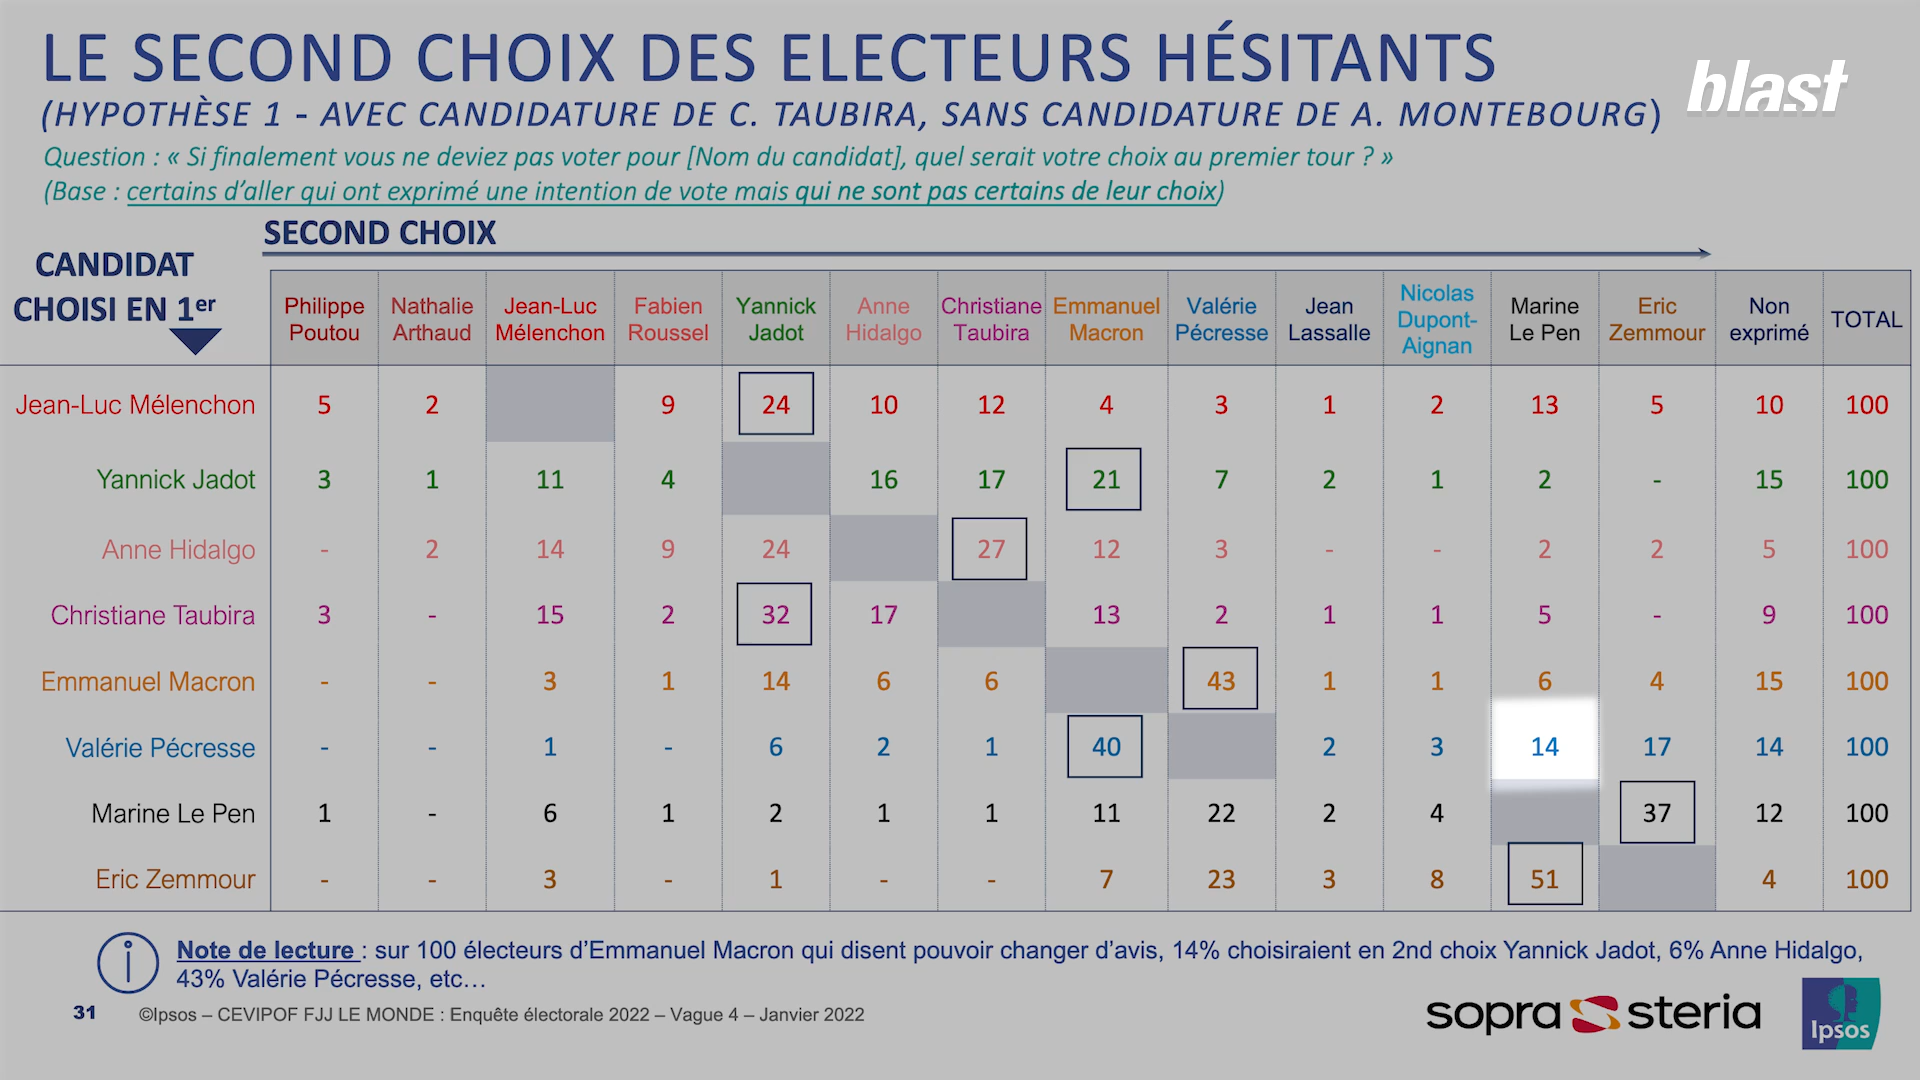 LE SECOND CHOIX DES ELECTEURS HÉSITANTS
blast
(HYPOTHÈSE 1 - AVEC CANDIDATURE DE C. TAUBIRA, SANS CANDIDATURE DE A. MONTEBOURG)
Question : « Si finalement vous ne deviez pas voter pour [Nom du candidat], quel serait votre choix au premier tour ? »
(Base : certains d’aller qui ont exprimé une intention de vote mais qui ne sont pas certains de leur choix)
SECOND CHOIX
CANDIDAT
CHOISI EN 1er
Philippe Poutou Nathalie Arthaud Jean-Luc Mélenchon Fabien Roussel Yannick Jadot Anne Hidalgo Christiane Taubira Emmanuel Macron Valérie Pécresse Jean Lassalle Nicolas Dupont-Aignan Marine Le Pen Eric Zemmour Non exprimé TOTAL
Jean-Luc Mélenchon 5 2 9 24 10 12 4 3 1 2 13 5 10 100
Yannick Jadot 3 1 11 4 16 17 21 7 2 1 2 - 15 100
Anne Hidalgo - 2 14 9 24 27 12 3 - - 2 2 5 100
Christiane Taubira 3 - 15 2 32 17 13 2 1 1 5 - 9 100
Emmanuel Macron - - 3 1 14 6 6 43 1 1 6 4 15 100
Valérie Pécresse - - 1 - 6 2 1 40 2 3 14 17 14 100
Marine Le Pen 1 - 6 1 2 1 1 11 22 2 4 37 12 100
Eric Zemmour - - 3 - 1 - - 7 23 3 8 51 4 100
Note de lecture : sur 100 électeurs d’Emmanuel Macron qui disent pouvoir changer d’avis, 14% choisiraient en 2nd choix Yannick Jadot, 6% Anne Hidalgo,
43% Valérie Pécresse, etc…
31 ©Ipsos – CEVIPOF FJJ LE MONDE : Enquête électorale 2022 – Vague 4 – Janvier 2022
sopra steria
Ipsos